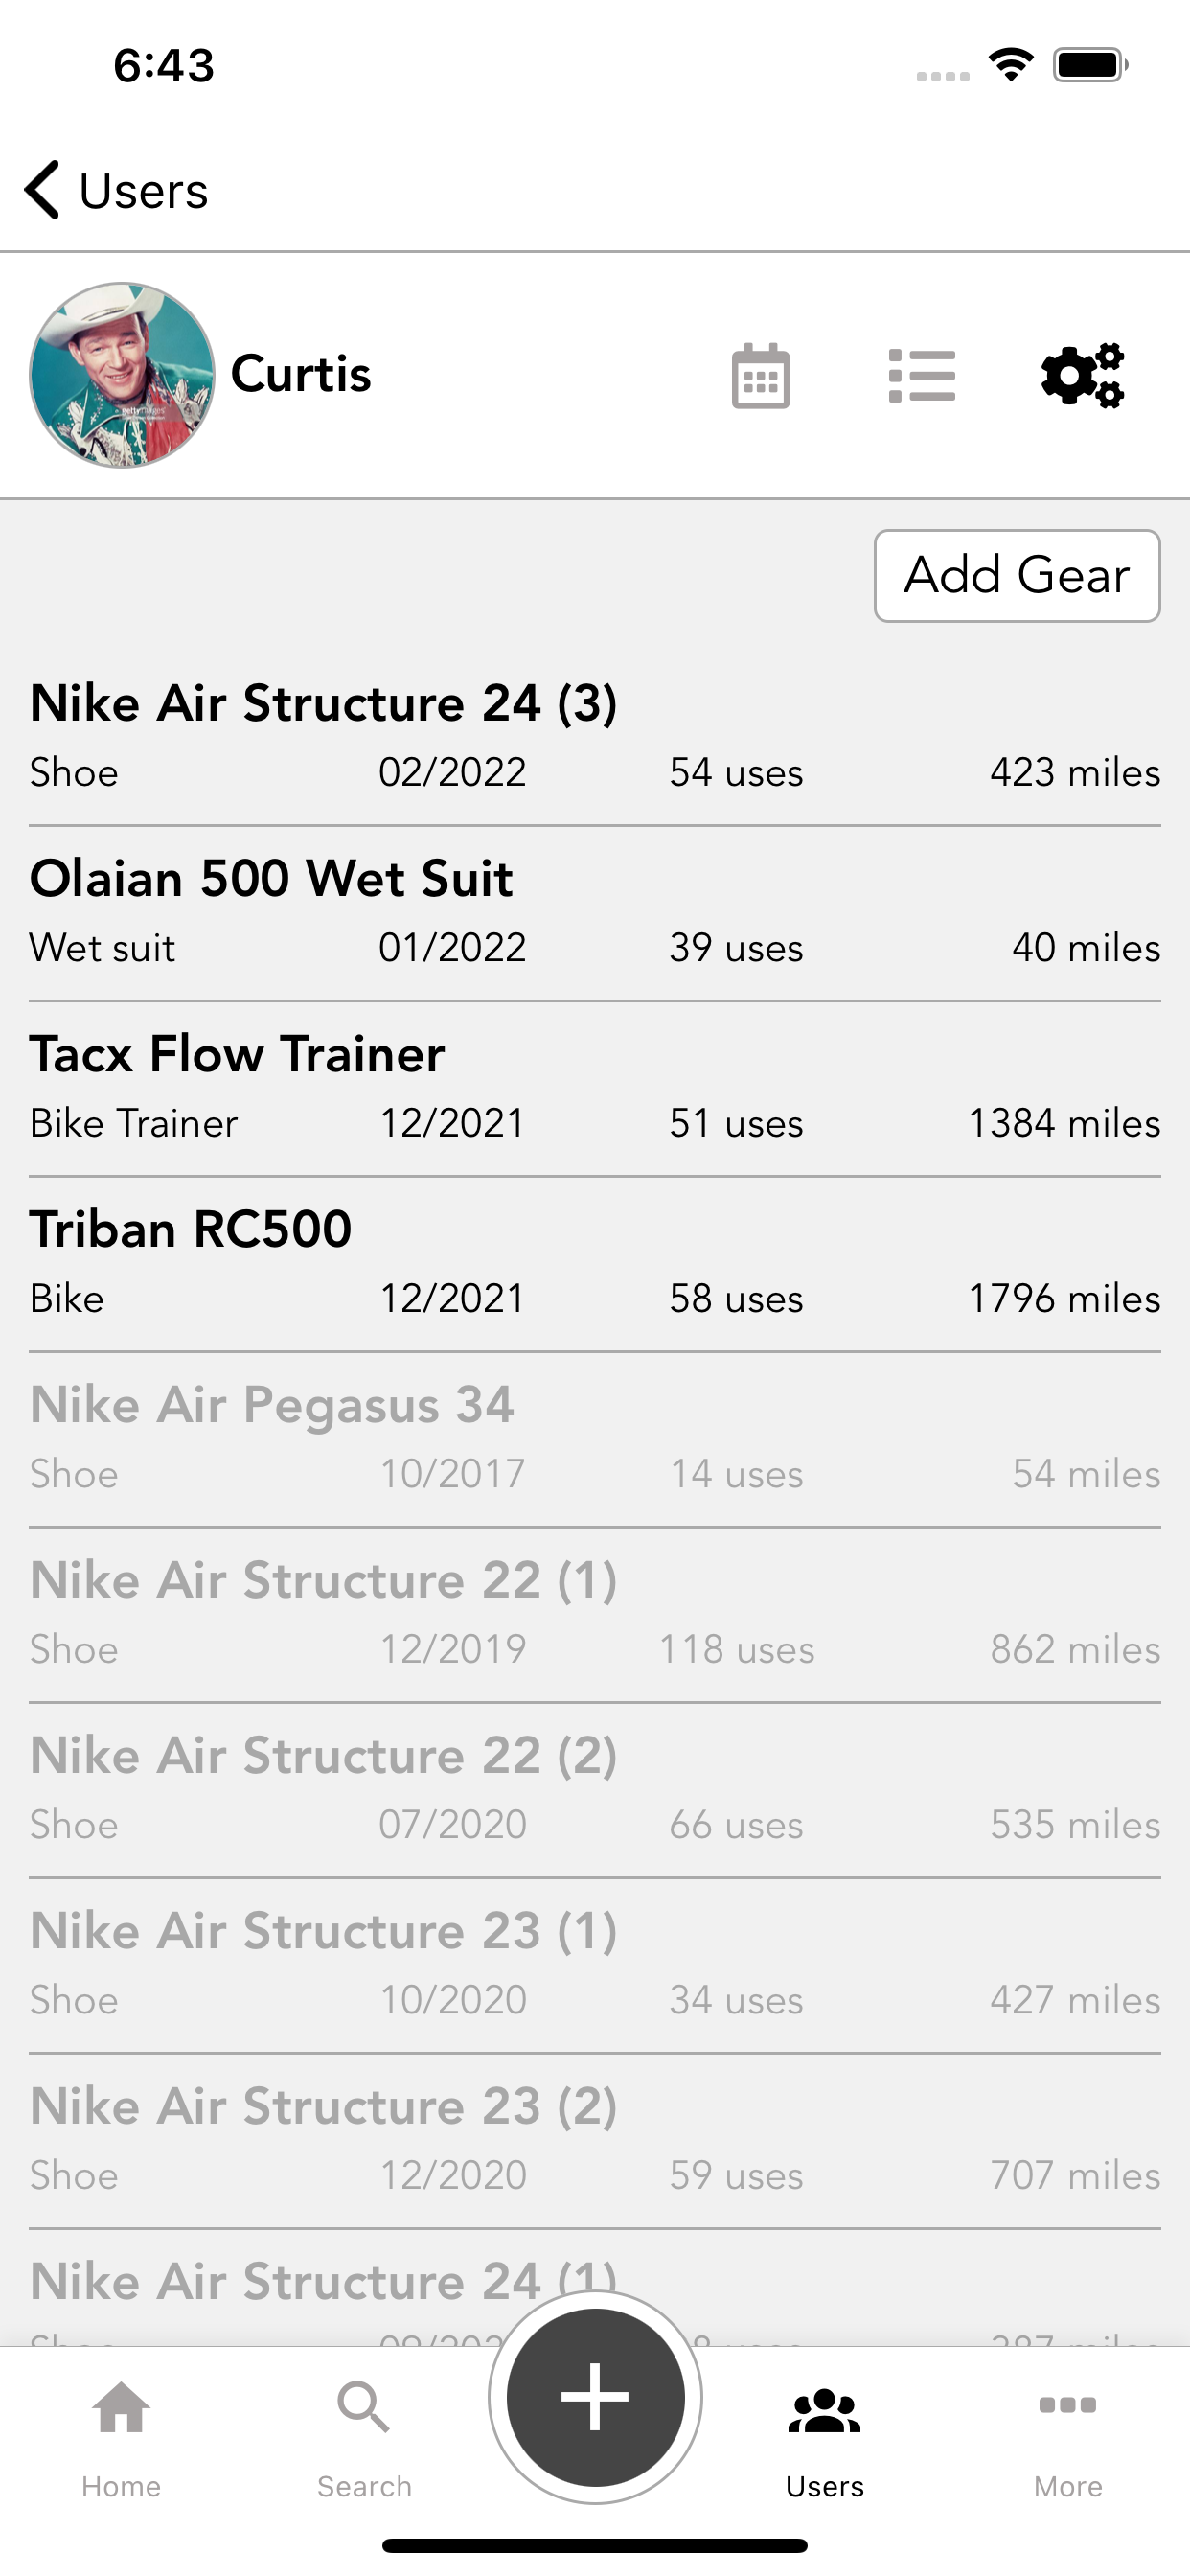 6:43
Users
Curtis
gettyimages
Add Gear
Nike Air Structure 24 (3)
Shoe 02/2022 54 uses 423 miles
Olaian 500 Wet Suit
Wet suit 01/2022 39 uses 40 miles
Tacx Flow Trainer
Bike Trainer 12/2021 51 uses 1384 miles
Triban RC500
Bike 12/2021 58 uses 1796 miles
Nike Air Pegasus 34
Shoe 10/2017 14 uses 54 miles
Nike Air Structure 22 (1)
Shoe 12/2019 118 uses 862 miles
Nike Air Structure 22 (2)
Shoe 07/2020 66 uses 535 miles
Nike Air Structure 23 (1)
Shoe 10/2020 34 uses 427 miles
Nike Air Structure 23 (2)
Shoe 12/2020 59 uses 707 miles
Nike Air Structure 24 (1)
Shoe uses miles
Home Search Users More